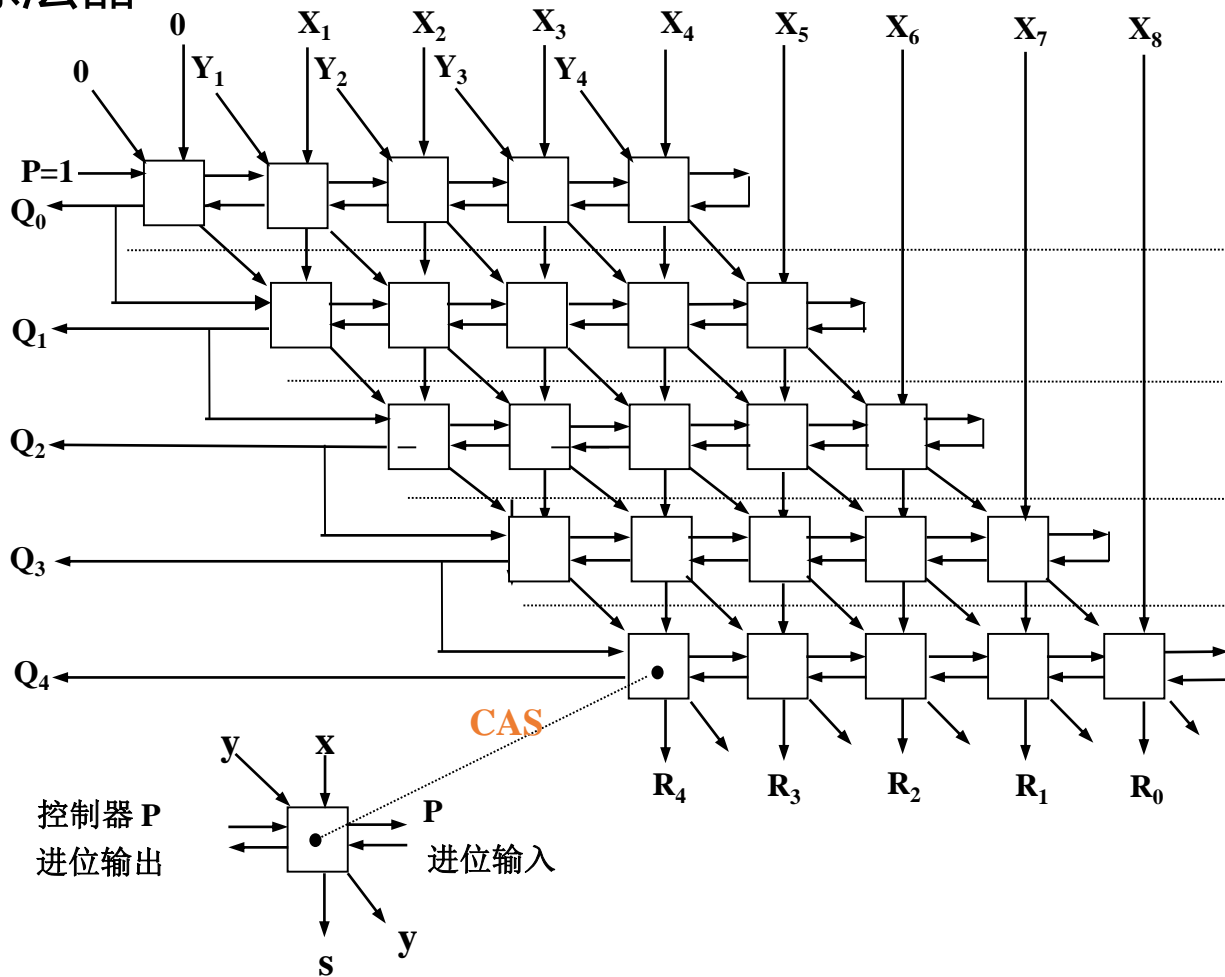 0 X₁ X₂ X₃ X₄ X₅ X₆ X₇ X₈
0 Y₁ Y₂ Y₃ Y₄
P=1
Q₀
Q₁
Q₂
Q₃
Q₄
CAS
R₄ R₃ R₂ R₁ R₀
y x
控制器 P P
进位输出 进位输入
s y